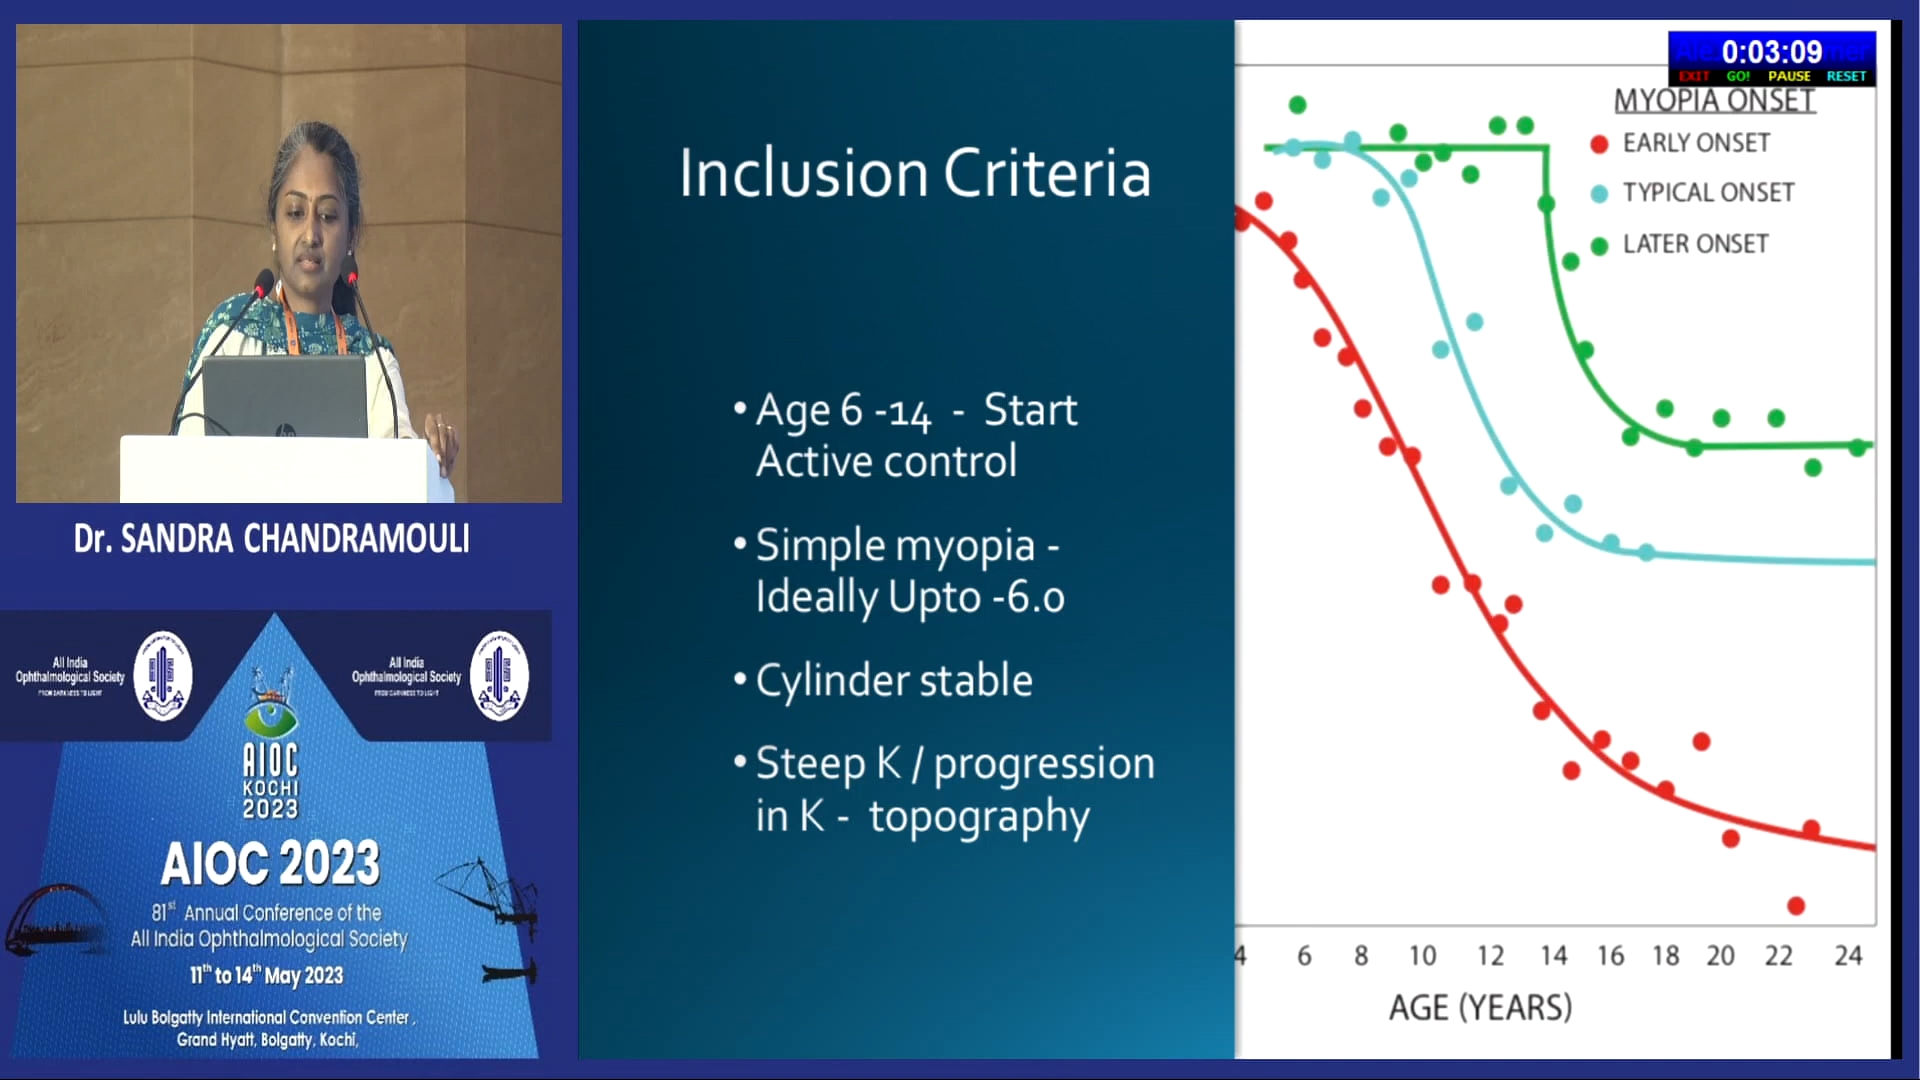 Dr. SANDRA CHANDRAMOULI
All India
Ophthalmological Society
FROM DARKNESS TO LIGHT
All India
Ophthalmological Society
FROM DARKNESS TO LIGHT
AIOC
KOCHI
2023
AIOC 2023
81st Annual Conference of the
All India Ophthalmological Society
11th to 14th May 2023
Lulu Bolgatty International Convention Center,
Grand Hyatt, Bolgatty, Kochi,
Inclusion Criteria
• Age 6 -14 - Start
Active control
• Simple myopia -
Ideally Upto -6.0
• Cylinder stable
• Steep K / progression
in K - topography
0:03:09
EXIT GO! PAUSE RESET
MYOPIA ONSET
EARLY ONSET
TYPICAL ONSET
LATER ONSET
4 6 8 10 12 14 16 18 20 22 24
AGE (YEARS)
hp